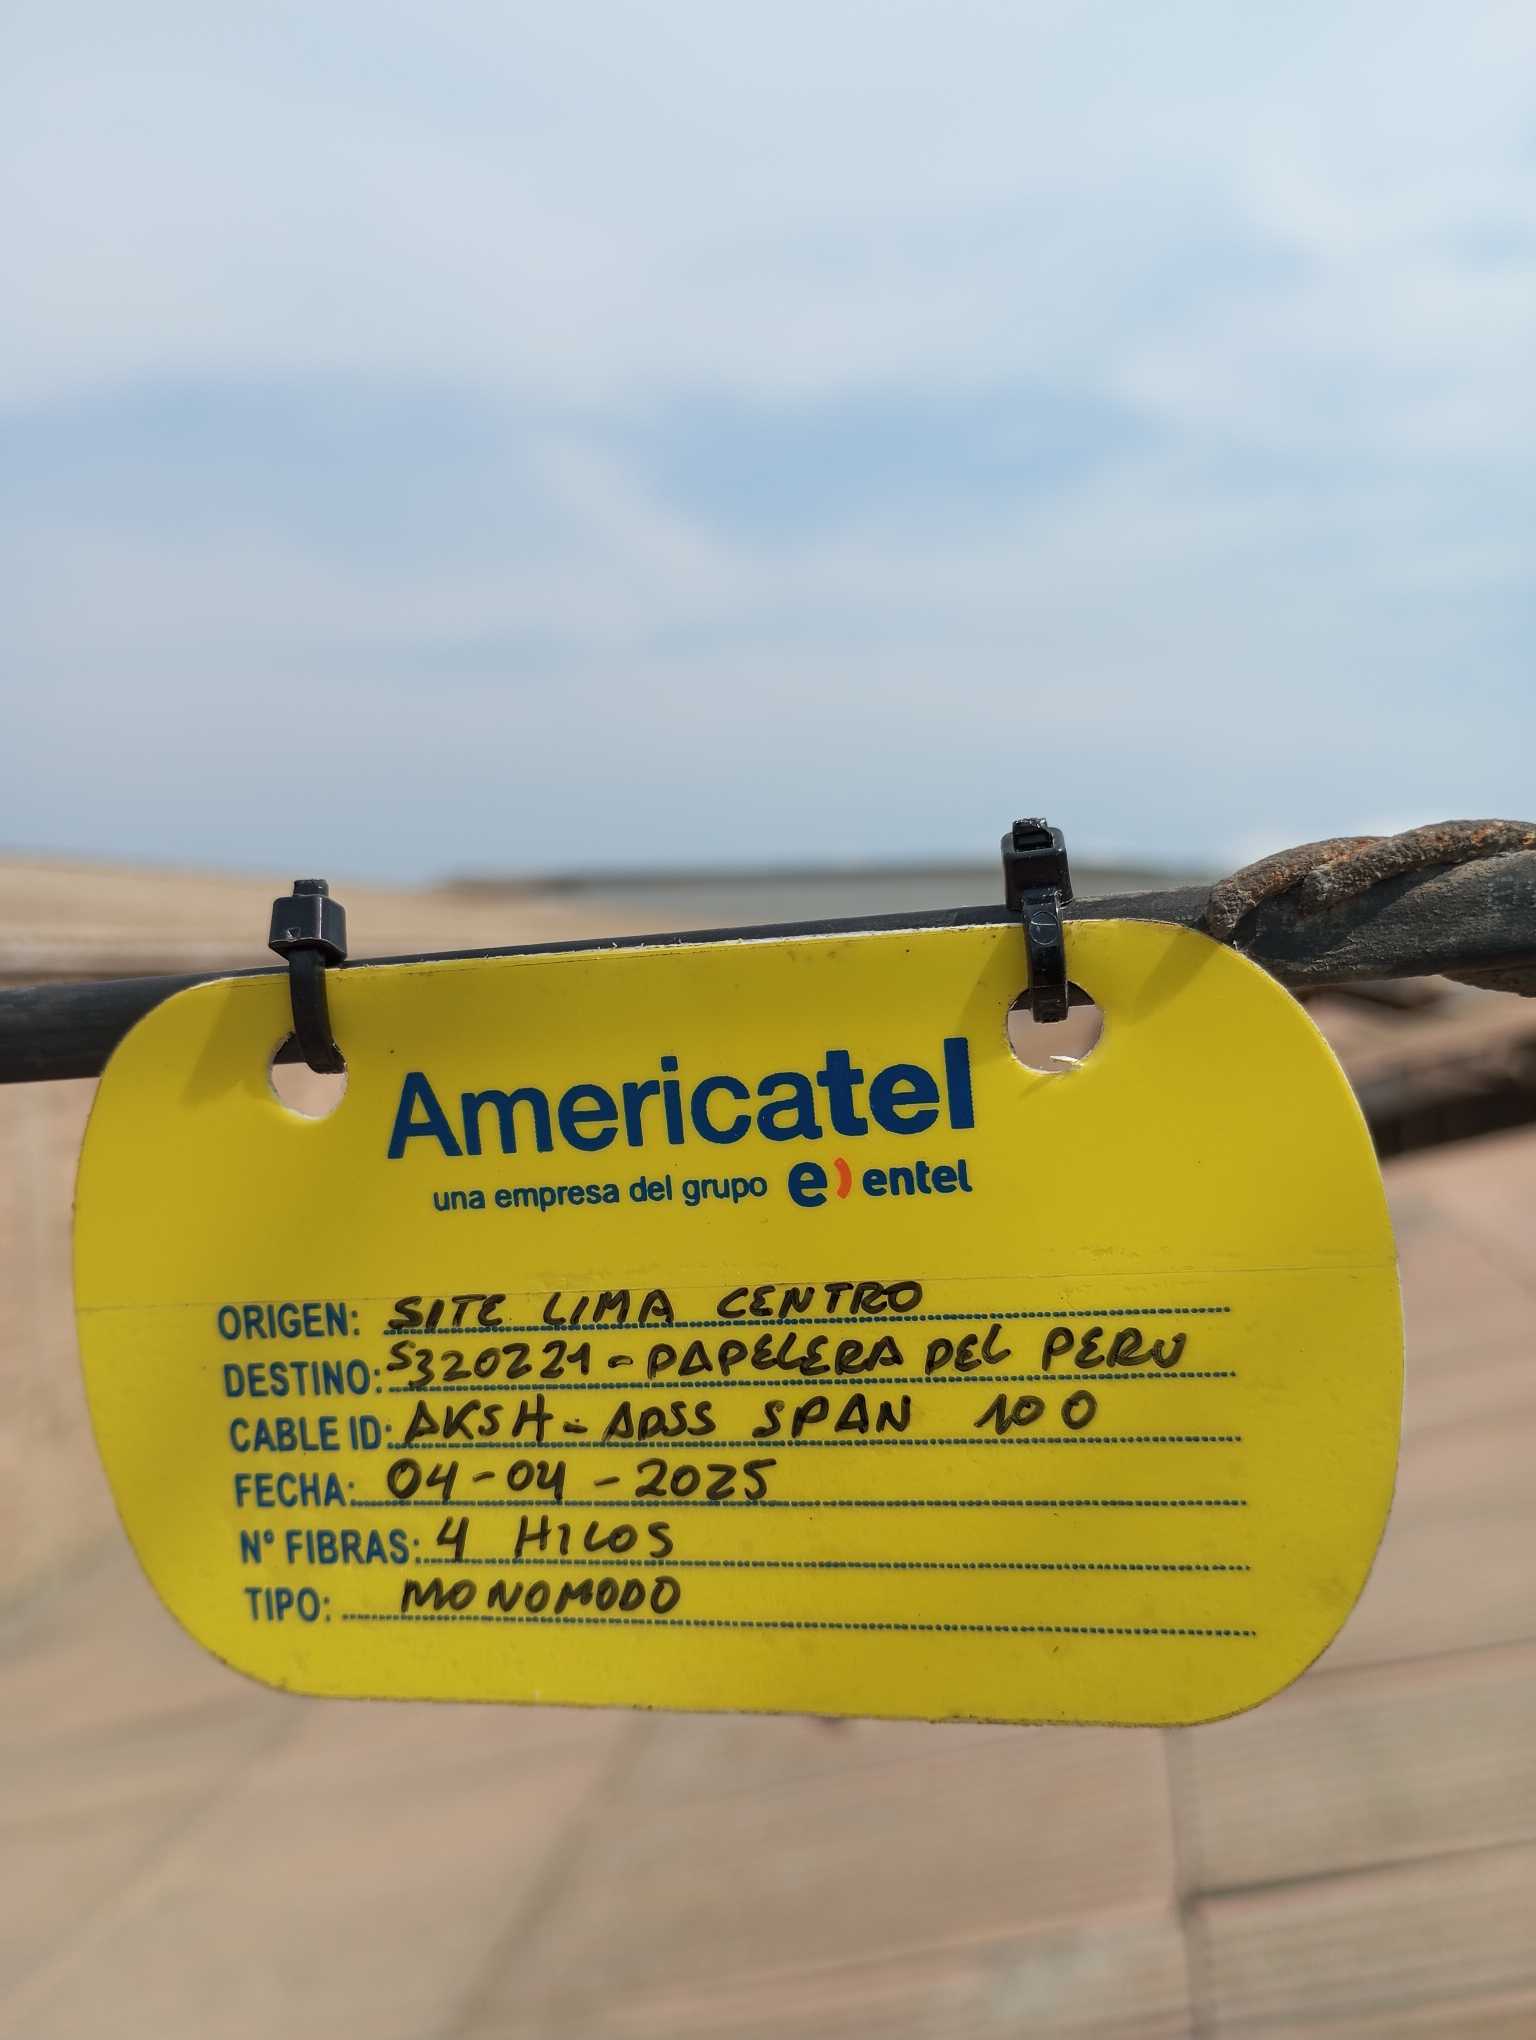 Americatel
una empresa del grupo e) entel
ORIGEN: SITE LIMA CENTRO
DESTINO: S320221-PAPELERA DEL PERU
CABLE ID: AKSH-ADSS SPAN 100
FECHA: 04-04-2025
N° FIBRAS: 4 HILOS
TIPO: MONOMODO